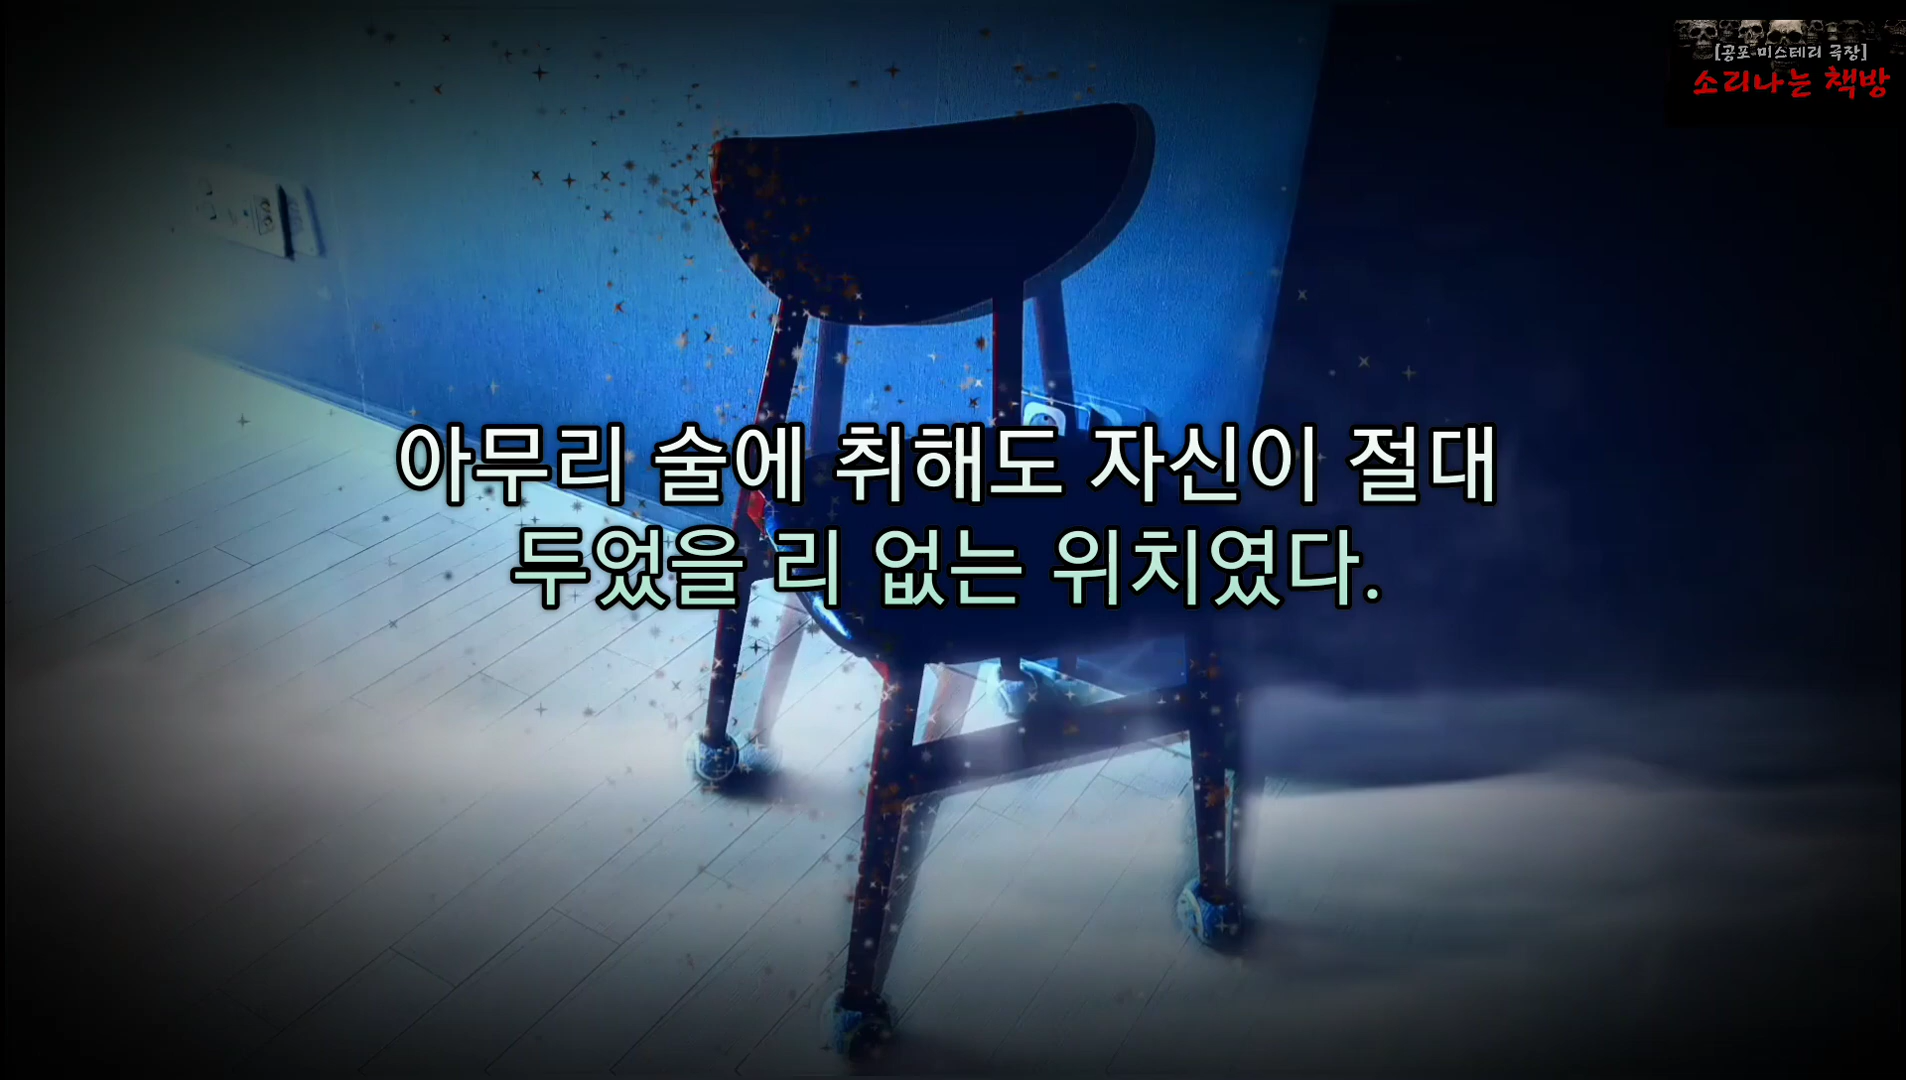 [공포 미스테리 극장]
소리나는 책방
아무리 술에 취해도 자신이 절대
두었을 리 없는 위치였다.